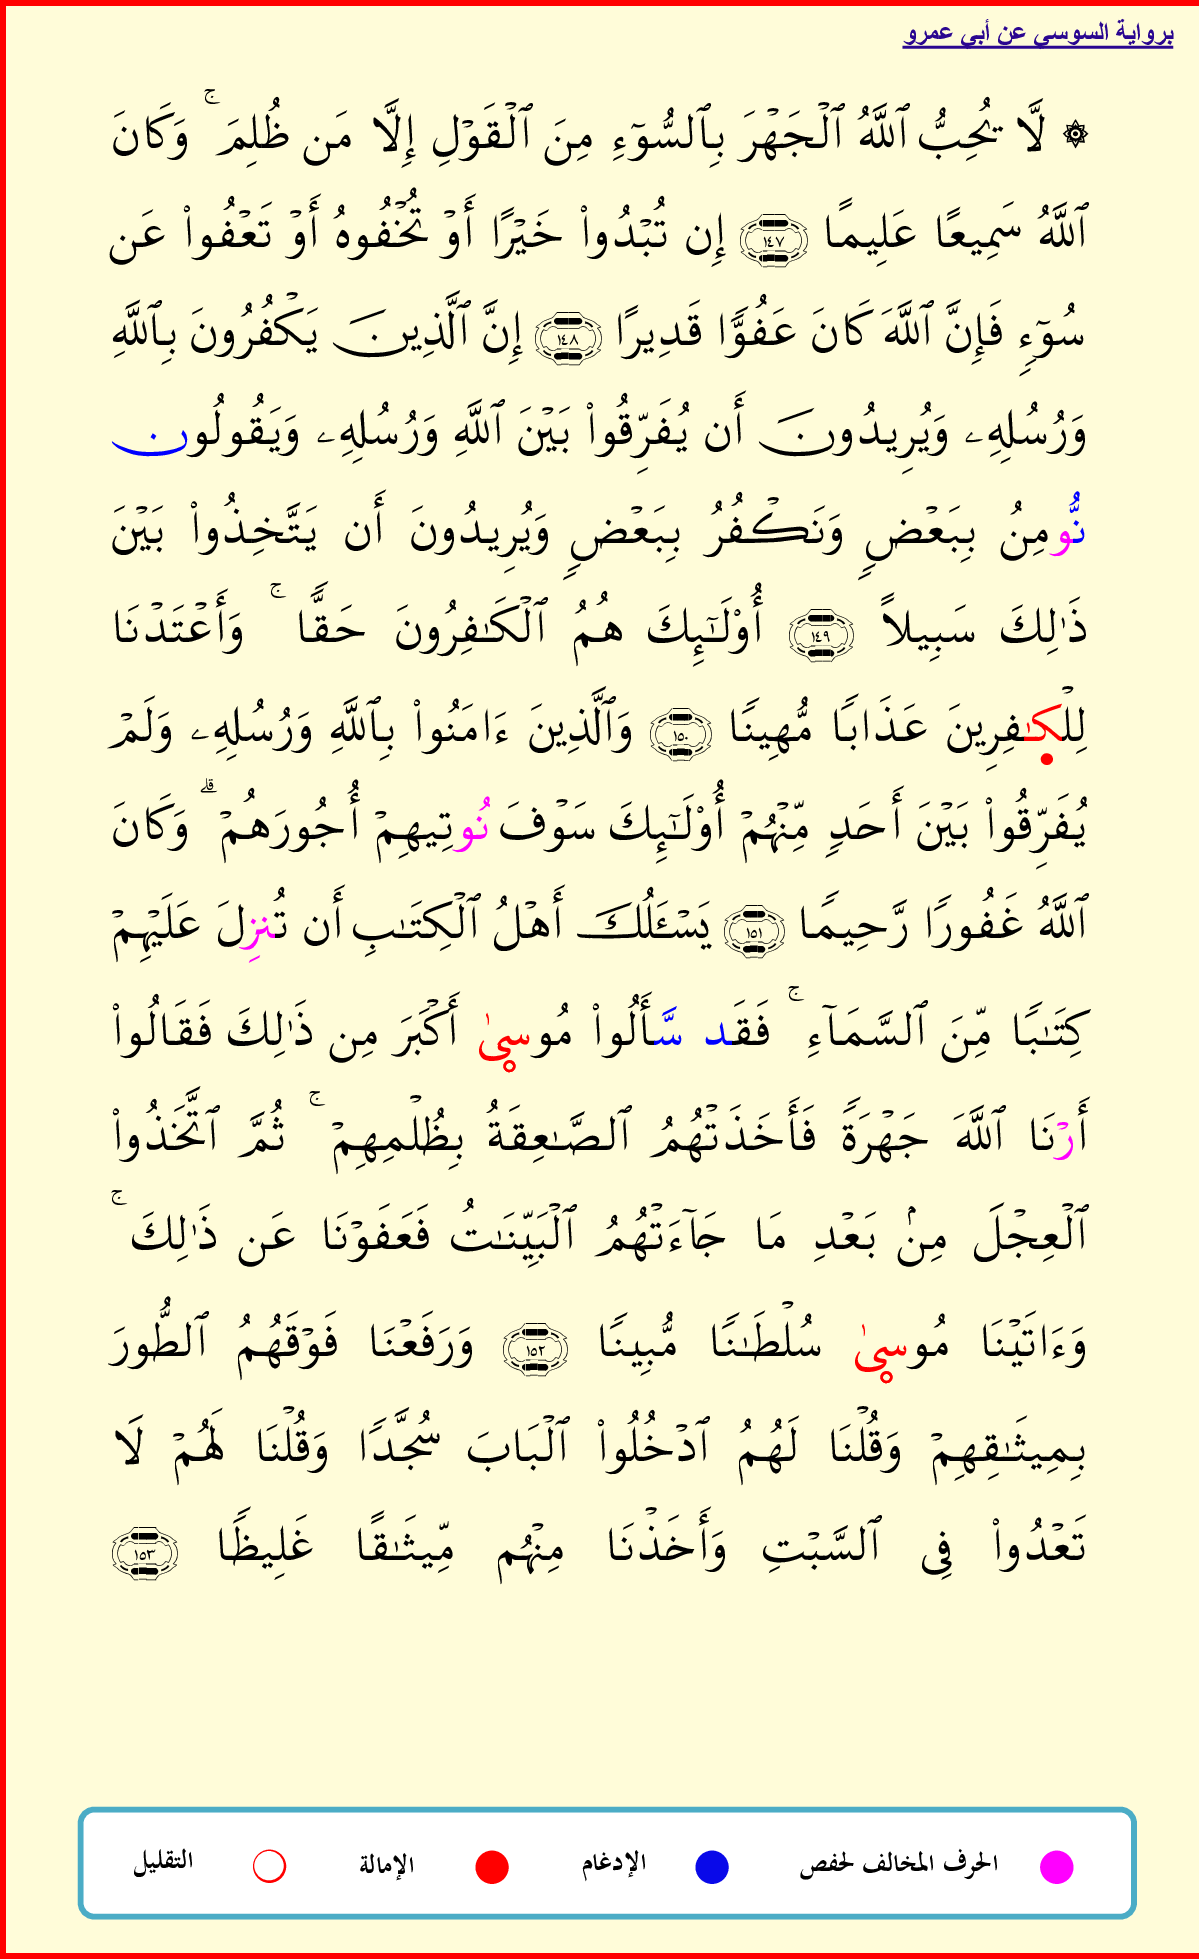 برواية السوسي عن أبي عمرو
۞ لَّا يُحِبُّ ٱللَّهُ ٱلْجَهْرَ بِٱلسُّوٓءِ مِنَ ٱلْقَوْلِ إِلَّا مَن ظُلِمَ ۚ وَكَانَ
ٱللَّهُ سَمِيعًا عَلِيمًا ١٤٧ إِن تُبْدُوا۟ خَيْرًا أَوْ تُخْفُوهُ أَوْ تَعْفُوا۟ عَن
سُوٓءٍ فَإِنَّ ٱللَّهَ كَانَ عَفُوًّا قَدِيرًا ١٤٨ إِنَّ ٱلَّذِينَ يَكْفُرُونَ بِٱللَّهِ
وَرُسُلِهِۦ وَيُرِيدُونَ أَن يُفَرِّقُوا۟ بَيْنَ ٱللَّهِ وَرُسُلِهِۦ وَيَقُولُون
نُّومِنُ بِبَعْضٍ وَنَكْفُرُ بِبَعْضٍ وَيُرِيدُونَ أَن يَتَّخِذُوا۟ بَيْنَ
ذَٰلِكَ سَبِيلًا ١٤٩ أُو۟لَـٰٓئِكَ هُمُ ٱلْكَـٰفِرُونَ حَقًّا ۚ وَأَعْتَدْنَا
لِلْكَـٰفِرِينَ عَذَابًا مُّهِينًا ١٥٠ وَٱلَّذِينَ ءَامَنُوا۟ بِٱللَّهِ وَرُسُلِهِۦ وَلَمْ
يُفَرِّقُوا۟ بَيْنَ أَحَدٍ مِّنْهُمْ أُو۟لَـٰٓئِكَ سَوْفَ نُوتِيهِمْ أُجُورَهُمْ ۗ وَكَانَ
ٱللَّهُ غَفُورًا رَّحِيمًا ١٥١ يَسْـَٔلُكَ أَهْلُ ٱلْكِتَـٰبِ أَن تُنزِلَ عَلَيْهِمْ
كِتَـٰبًا مِّنَ ٱلسَّمَآءِ ۚ فَقَد سَّأَلُوا۟ مُوسىٰ أَكْبَرَ مِن ذَٰلِكَ فَقَالُوا۟
أَرْنَا ٱللَّهَ جَهْرَةً فَأَخَذَتْهُمُ ٱلصَّـٰعِقَةُ بِظُلْمِهِمْ ۚ ثُمَّ ٱتَّخَذُوا۟
ٱلْعِجْلَ مِنۢ بَعْدِ مَا جَآءَتْهُمُ ٱلْبَيِّنَـٰتُ فَعَفَوْنَا عَن ذَٰلِكَ ۚ
وَءَاتَيْنَا مُوسىٰ سُلْطَـٰنًا مُّبِينًا ١٥٢ وَرَفَعْنَا فَوْقَهُمُ ٱلطُّورَ
بِمِيثَـٰقِهِمْ وَقُلْنَا لَهُمُ ٱدْخُلُوا۟ ٱلْبَابَ سُجَّدًا وَقُلْنَا لَهُمْ لَا
تَعْدُوا۟ فِى ٱلسَّبْتِ وَأَخَذْنَا مِنْهُم مِّيثَـٰقًا غَلِيظًا ١٥٣
الحرف المخالف لحفص الإدغام الإمالة التقليل